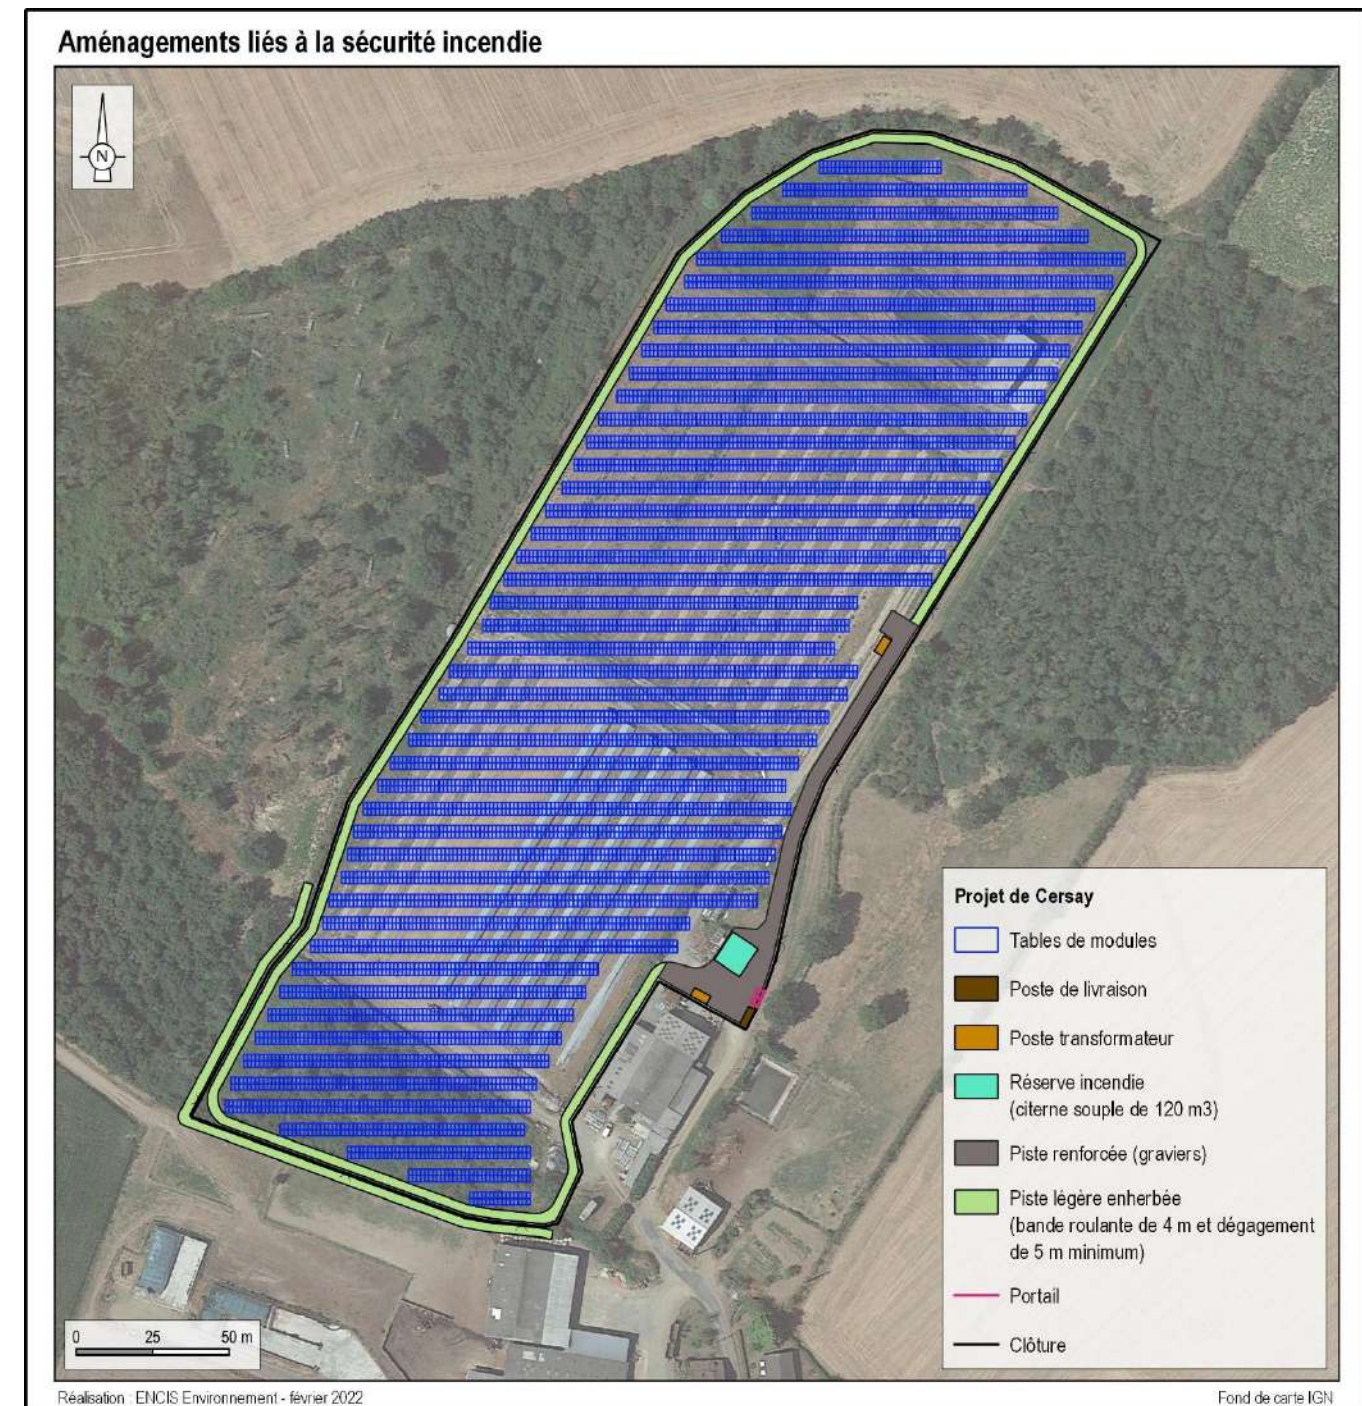 Aménagements liés à la sécurité incendie
N
Projet de Cersay
Tables de modules
Poste de livraison
Poste transformateur
Réserve incendie
(citerne souple de 120 m3)
Piste renforcée (graviers)
Piste légère enherbée
(bande roulante de 4 m et dégagement
de 5 m minimum)
Portail
Clôture
0 25 50 m
Réalisation : ENCIS Environnement - février 2022
Fond de carte IGN